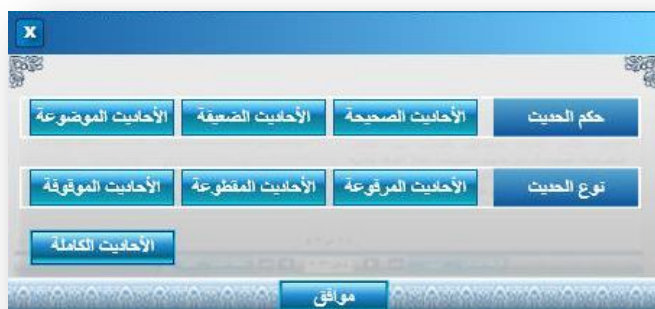 X
حكم الحديث الأحاديث الصحيحة الأحاديث الضعيفة الأحاديث الموضوعة
نوع الحديث الأحاديث المرفوعة الأحاديث المقطوعة الأحاديث الموقوفة
الأحاديث الكاملة
موافق